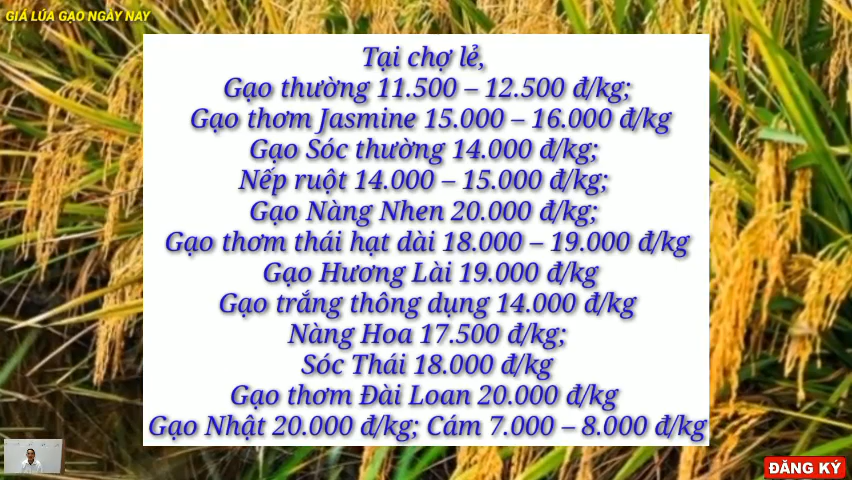 GIÁ LÚA GẠO NGÀY NAY
Tại chợ lẻ,
Gạo thường 11.500 – 12.500 đ/kg;
Gạo thơm Jasmine 15.000 – 16.000 đ/kg
Gạo Sóc thường 14.000 đ/kg;
Nếp ruột 14.000 – 15.000 đ/kg;
Gạo Nàng Nhen 20.000 đ/kg;
Gạo thơm thái hạt dài 18.000 – 19.000 đ/kg
Gạo Hương Lài 19.000 đ/kg
Gạo trắng thông dụng 14.000 đ/kg
Nàng Hoa 17.500 đ/kg;
Sóc Thái 18.000 đ/kg
Gạo thơm Đài Loan 20.000 đ/kg
Gạo Nhật 20.000 đ/kg; Cám 7.000 – 8.000 đ/kg
ĐĂNG KÝ